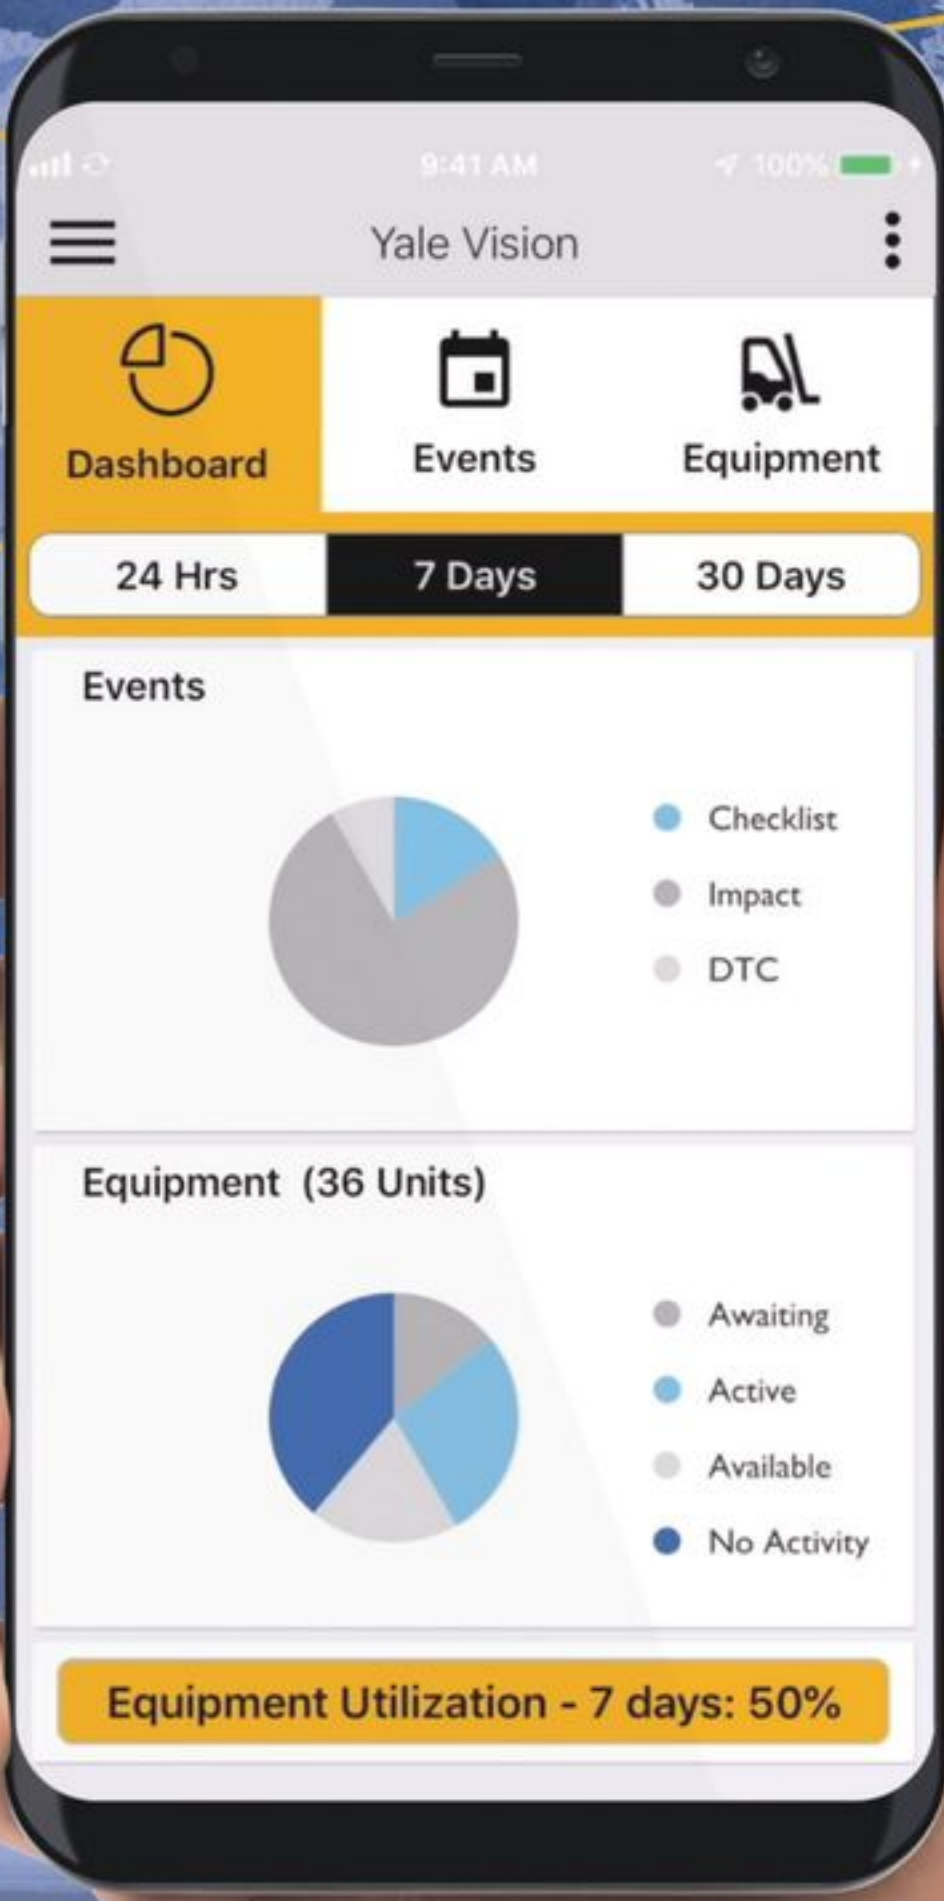 9:41 AM
100%
Yale Vision
Dashboard
Events
Equipment
24 Hrs
7 Days
30 Days
Events
Checklist
Impact
DTC
Equipment (36 Units)
Awaiting
Active
Available
No Activity
Equipment Utilization - 7 days: 50%